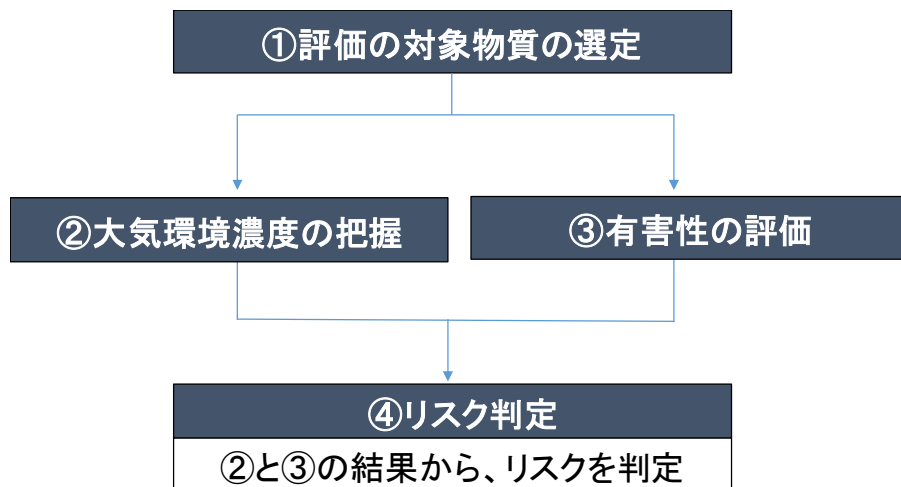 ①評価の対象物質の選定
②大気環境濃度の把握
③有害性の評価
④リスク判定
②と③の結果から、リスクを判定